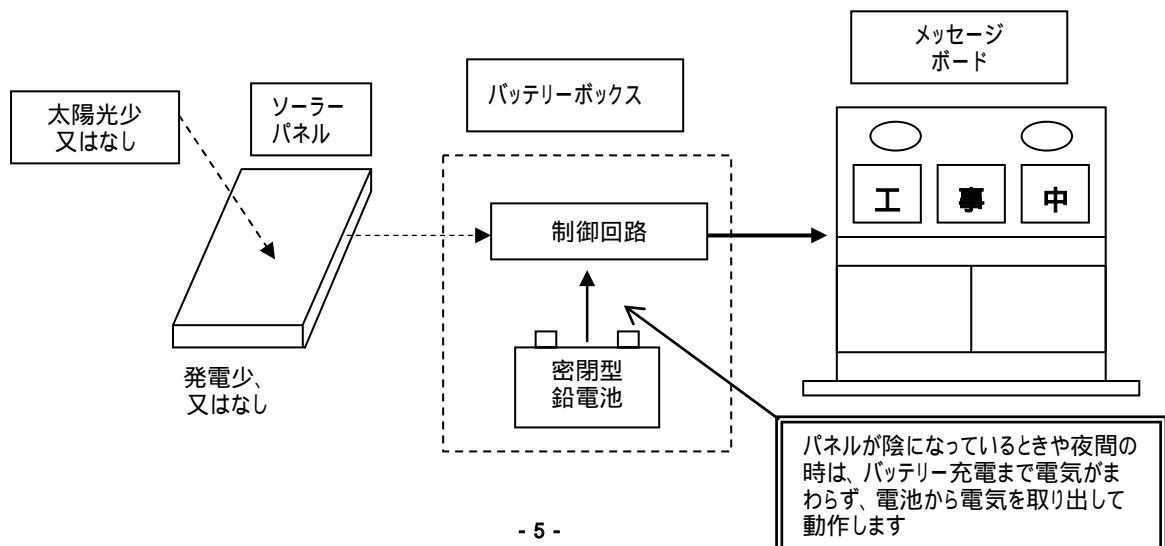 メッセージ
ボード
バッテリーボックス
ソーラー
パネル
太陽光少
又はなし
工 事 中
制御回路
密閉型
鉛電池
発電少、
又はなし
パネルが陰になっているときや夜間の
時は、バッテリー充電まで電気がま
わらず、電池から電気を取り出して
動作します
- 5 -